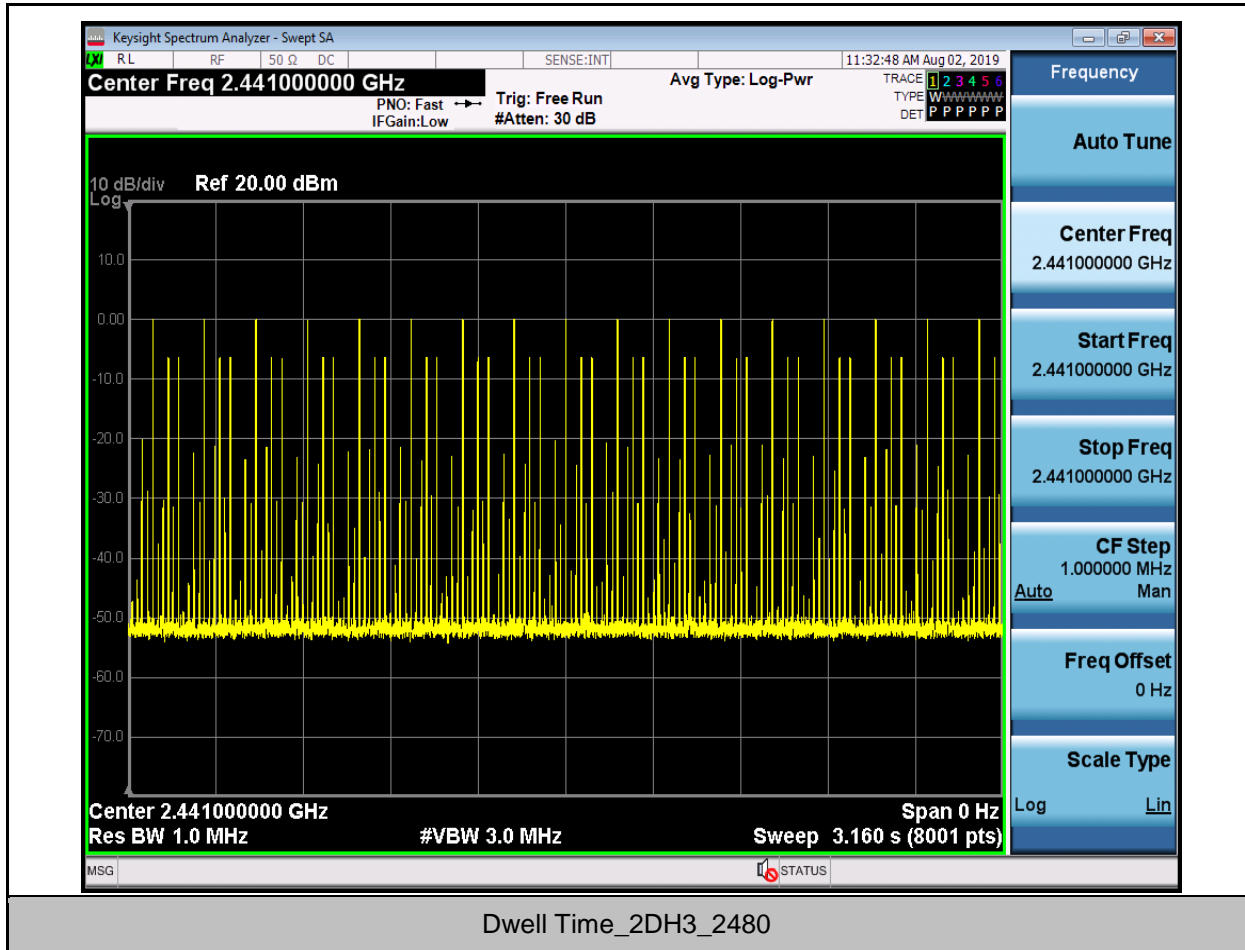 Keysight Spectrum Analyzer - Swept SA
LXI RL RF 50 Ω DC SENSE:INT 11:32:48 AM Aug 02, 2019
Center Freq 2.441000000 GHz
PNO: Fast
IFGain:Low
Trig: Free Run
#Atten: 30 dB
Avg Type: Log-Pwr
TRACE 1 2 3 4 5 6
TYPE WWWWWW
DET P P P P P P
10 dB/div Ref 20.00 dBm
Log
10.0
0.00
-10.0
-20.0
-30.0
-40.0
-50.0
-60.0
-70.0
Center 2.441000000 GHz Span 0 Hz
Res BW 1.0 MHz #VBW 3.0 MHz Sweep 3.160 s (8001 pts)
MSG STATUS
Frequency
Auto Tune
Center Freq
2.441000000 GHz
Start Freq
2.441000000 GHz
Stop Freq
2.441000000 GHz
CF Step
1.000000 MHz
Auto Man
Freq Offset
0 Hz
Scale Type
Log Lin
Dwell Time_2DH3_2480